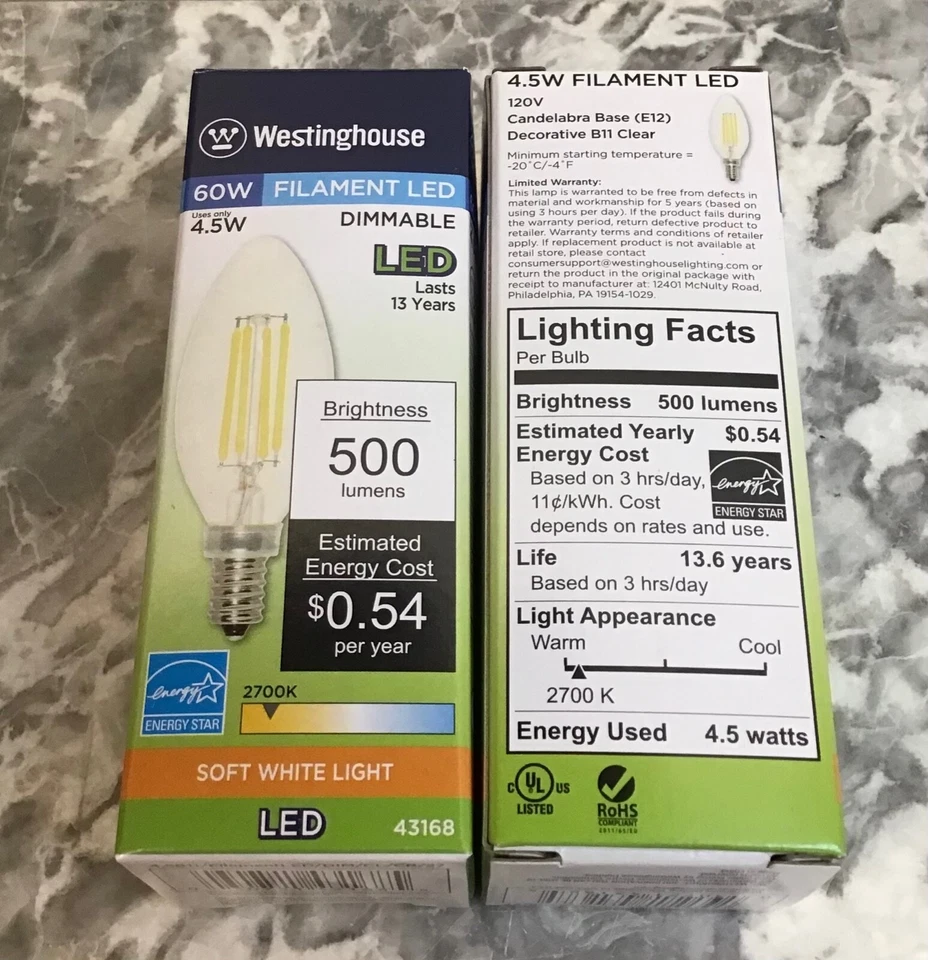 Westinghouse
60W FILAMENT LED
Uses only
4.5W
DIMMABLE
LED
Lasts
13 Years
Brightness
500
lumens
Estimated
Energy Cost
$0.54
per year
energy
ENERGY STAR
2700K
SOFT WHITE LIGHT
LED
43168
4.5W FILAMENT LED
120V
Candelabra Base (E12)
Decorative B11 Clear
Minimum starting temperature =
-20˚C/-4˚F
Limited Warranty:
This lamp is warranted to be free from defects in
material and workmanship for 5 years (based on
using 3 hours per day). If the product fails during
the warranty period, return defective product to
retailer. Warranty terms and conditions of retailer
apply. If replacement product is not available at
retail store, please contact
consumersupport@westinghouselighting.com or
return the product in the original package with
receipt to manufacturer at: 12401 McNulty Road,
Philadelphia, PA 19154-1029.
Lighting Facts
Per Bulb
Brightness 500 lumens
Estimated Yearly $0.54
Energy Cost
Based on 3 hrs/day,
11¢/kWh. Cost
depends on rates and use.
energy
ENERGY STAR
Life 13.6 years
Based on 3 hrs/day
Light Appearance
Warm Cool
2700 K
Energy Used 4.5 watts
C UL US
LISTED
RoHS
COMPLIANT
2011/65/EU